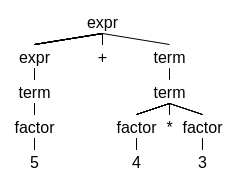 expr
expr + term
term term
factor factor * factor
5 4 3